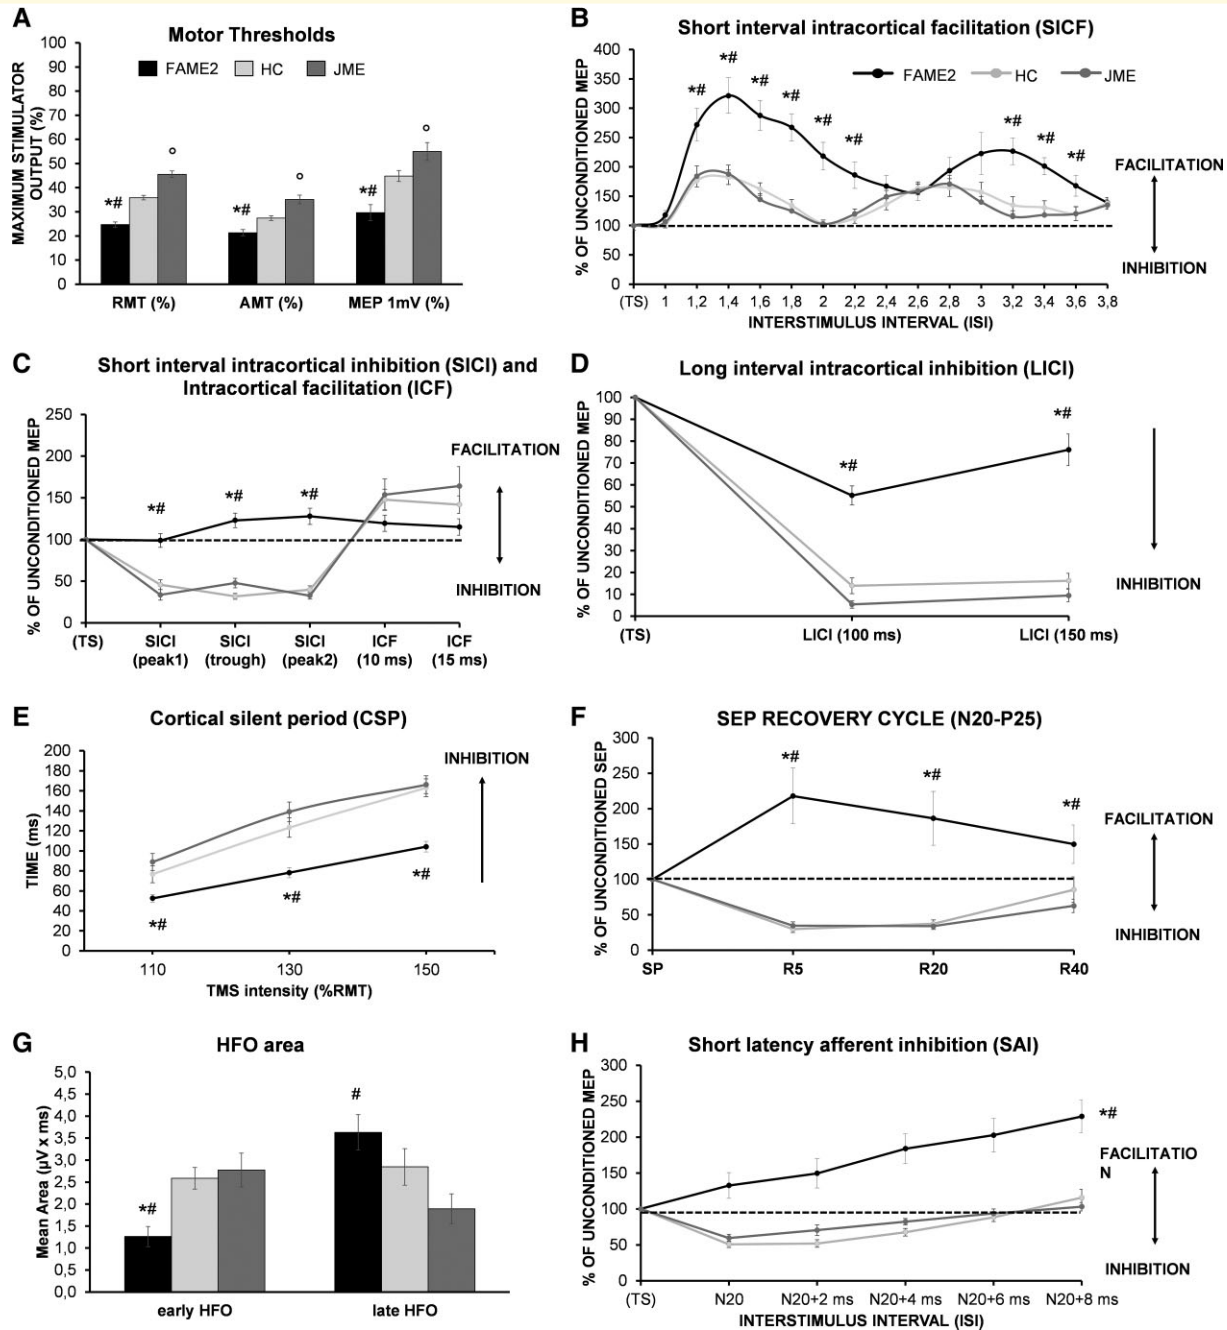 A
Motor Thresholds
MAXIMUM STIMULATOR
OUTPUT (%)
100
90
80
70
60
50
40
30
20
10
0
FAME2
HC
JME
*#
°
*#
°
*#
°
RMT (%)
AMT (%)
MEP 1mV (%)
B
Short interval intracortical facilitation (SICF)
% OF UNCONDITIONED MEP
400
350
300
250
200
150
100
50
0
FAME2
HC
JME
*#
*#
*#
*#
*#
*#
*#
*#
*#
FACILITATION
INHIBITION
(TS)
1
1,2
1,4
1,6
1,8
2
2,2
2,4
2,6
2,8
3
3,2
3,4
3,6
3,8
INTERSTIMULUS INTERVAL (ISI)
C
Short interval intracortical inhibition (SICI) and
Intracortical facilitation (ICF)
% OF UNCONDITIONED MEP
250
200
150
100
50
0
*#
*#
*#
FACILITATION
INHIBITION
(TS)
SICI
(peak1)
SICI
(trough)
SICI
(peak2)
ICF
(10 ms)
ICF
(15 ms)
D
Long interval intracortical inhibition (LICI)
% OF UNCONDITIONED MEP
100
90
80
70
60
50
40
30
20
10
0
*#
*#
INHIBITION
(TS)
LICI (100 ms)
LICI (150 ms)
E
Cortical silent period (CSP)
TIME (ms)
200
180
160
140
120
100
80
60
40
20
0
*#
*#
*#
INHIBITION
110
130
150
TMS intensity (%RMT)
F
SEP RECOVERY CYCLE (N20-P25)
% OF UNCONDITIONED SEP
300
250
200
150
100
50
0
*#
*#
*#
FACILITATION
INHIBITION
SP
R5
R20
R40
G
HFO area
Mean Area (µV x ms)
5,0
4,5
4,0
3,5
3,0
2,5
2,0
1,5
1,0
0,5
0,0
*#
#
early HFO
late HFO
H
Short latency afferent inhibition (SAI)
% OF UNCONDITIONED MEP
300
250
200
150
100
50
0
*#
FACILITATIO
N
INHIBITION
(TS)
N20
N20+2 ms
N20+4 ms
N20+6 ms
N20+8 ms
INTERSTIMULUS INTERVAL (ISI)